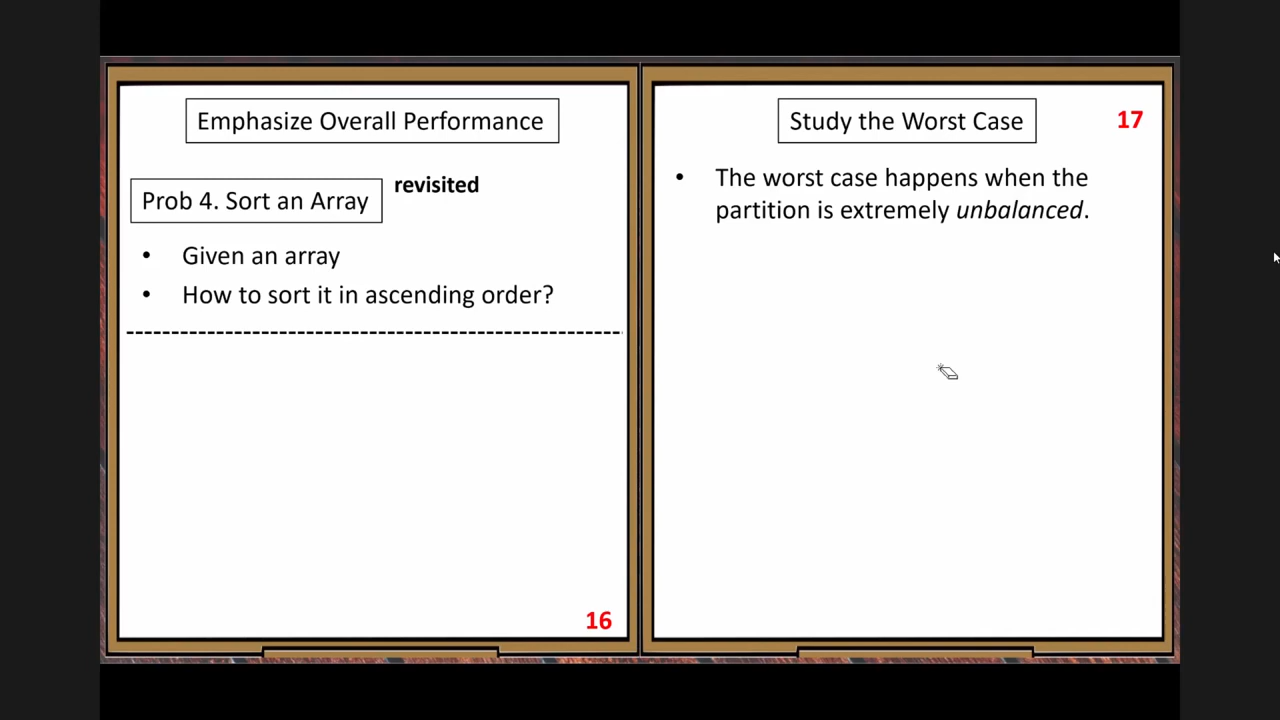 Emphasize Overall Performance
Prob 4. Sort an Array
revisited
• Given an array
• How to sort it in ascending order?
16
Study the Worst Case
17
• The worst case happens when the
partition is extremely unbalanced.